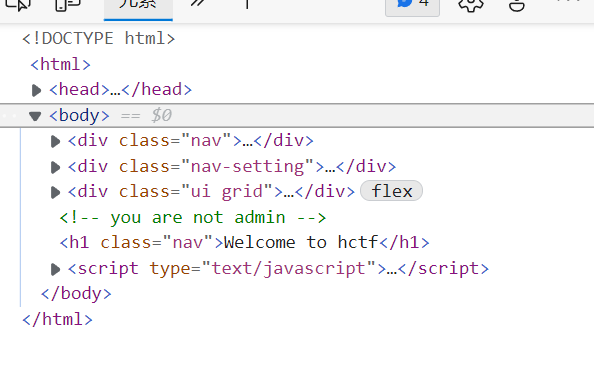 元素
4
<!DOCTYPE html>
<html>
<head>…</head>
<body> == $0
<div class="nav">…</div>
<div class="nav-setting">…</div>
<div class="ui grid">…</div> flex
<!-- you are not admin -->
<h1 class="nav">Welcome to hctf</h1>
<script type="text/javascript">…</script>
</body>
</html>